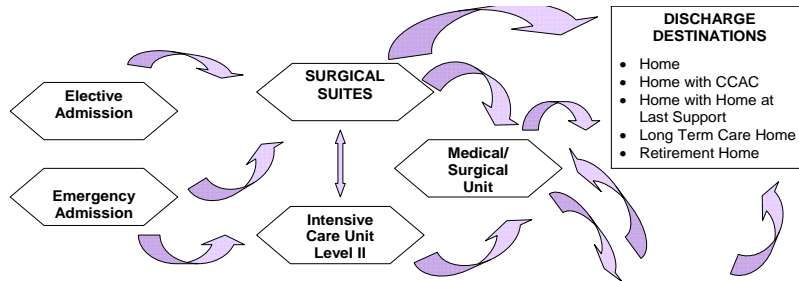 Elective
Admission
Emergency
Admission
SURGICAL
SUITES
Intensive
Care Unit
Level II
Medical/
Surgical
Unit
DISCHARGE
DESTINATIONS
• Home
• Home with CCAC
• Home with Home at
Last Support
• Long Term Care Home
• Retirement Home